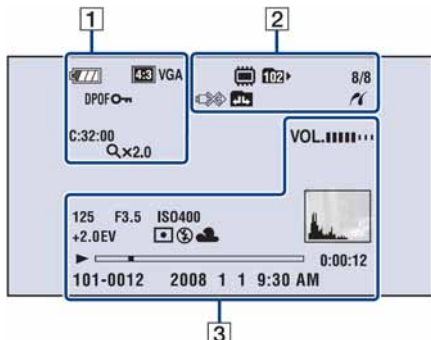 1
2
4:3 VGA
DPOF
C:32:00
×2.0
102
8/8
VOL.
125 F3.5 ISO400
+2.0EV
0:00:12
101-0012 2008 1 1 9:30 AM
3